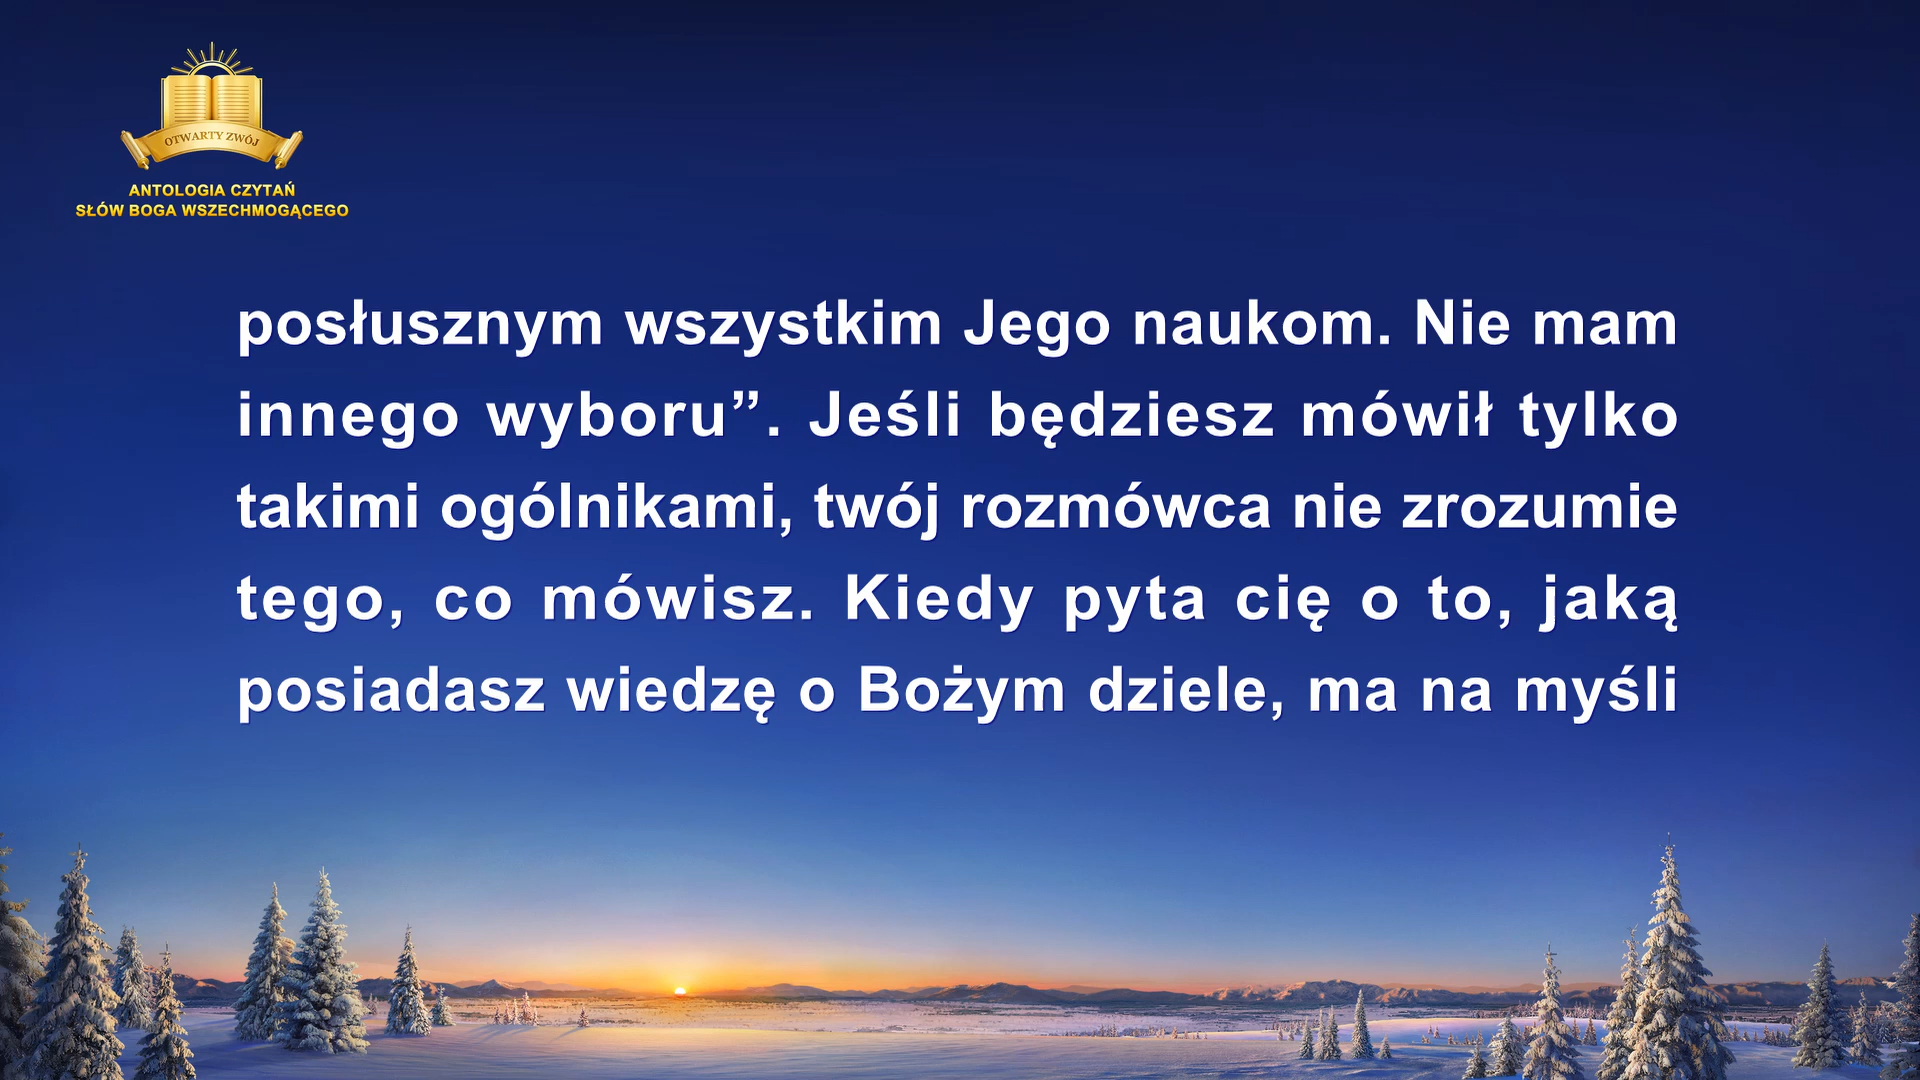 OTWARTY ZWÓJ
ANTOLOGIA CZYTAŃ
SŁÓW BOGA WSZECHMOGĄCEGO
posłusznym wszystkim Jego naukom. Nie mam
innego wyboru”. Jeśli będziesz mówił tylko
takimi ogólnikami, twój rozmówca nie zrozumie
tego, co mówisz. Kiedy pyta cię o to, jaką
posiadasz wiedzę o Bożym dziele, ma na myśli